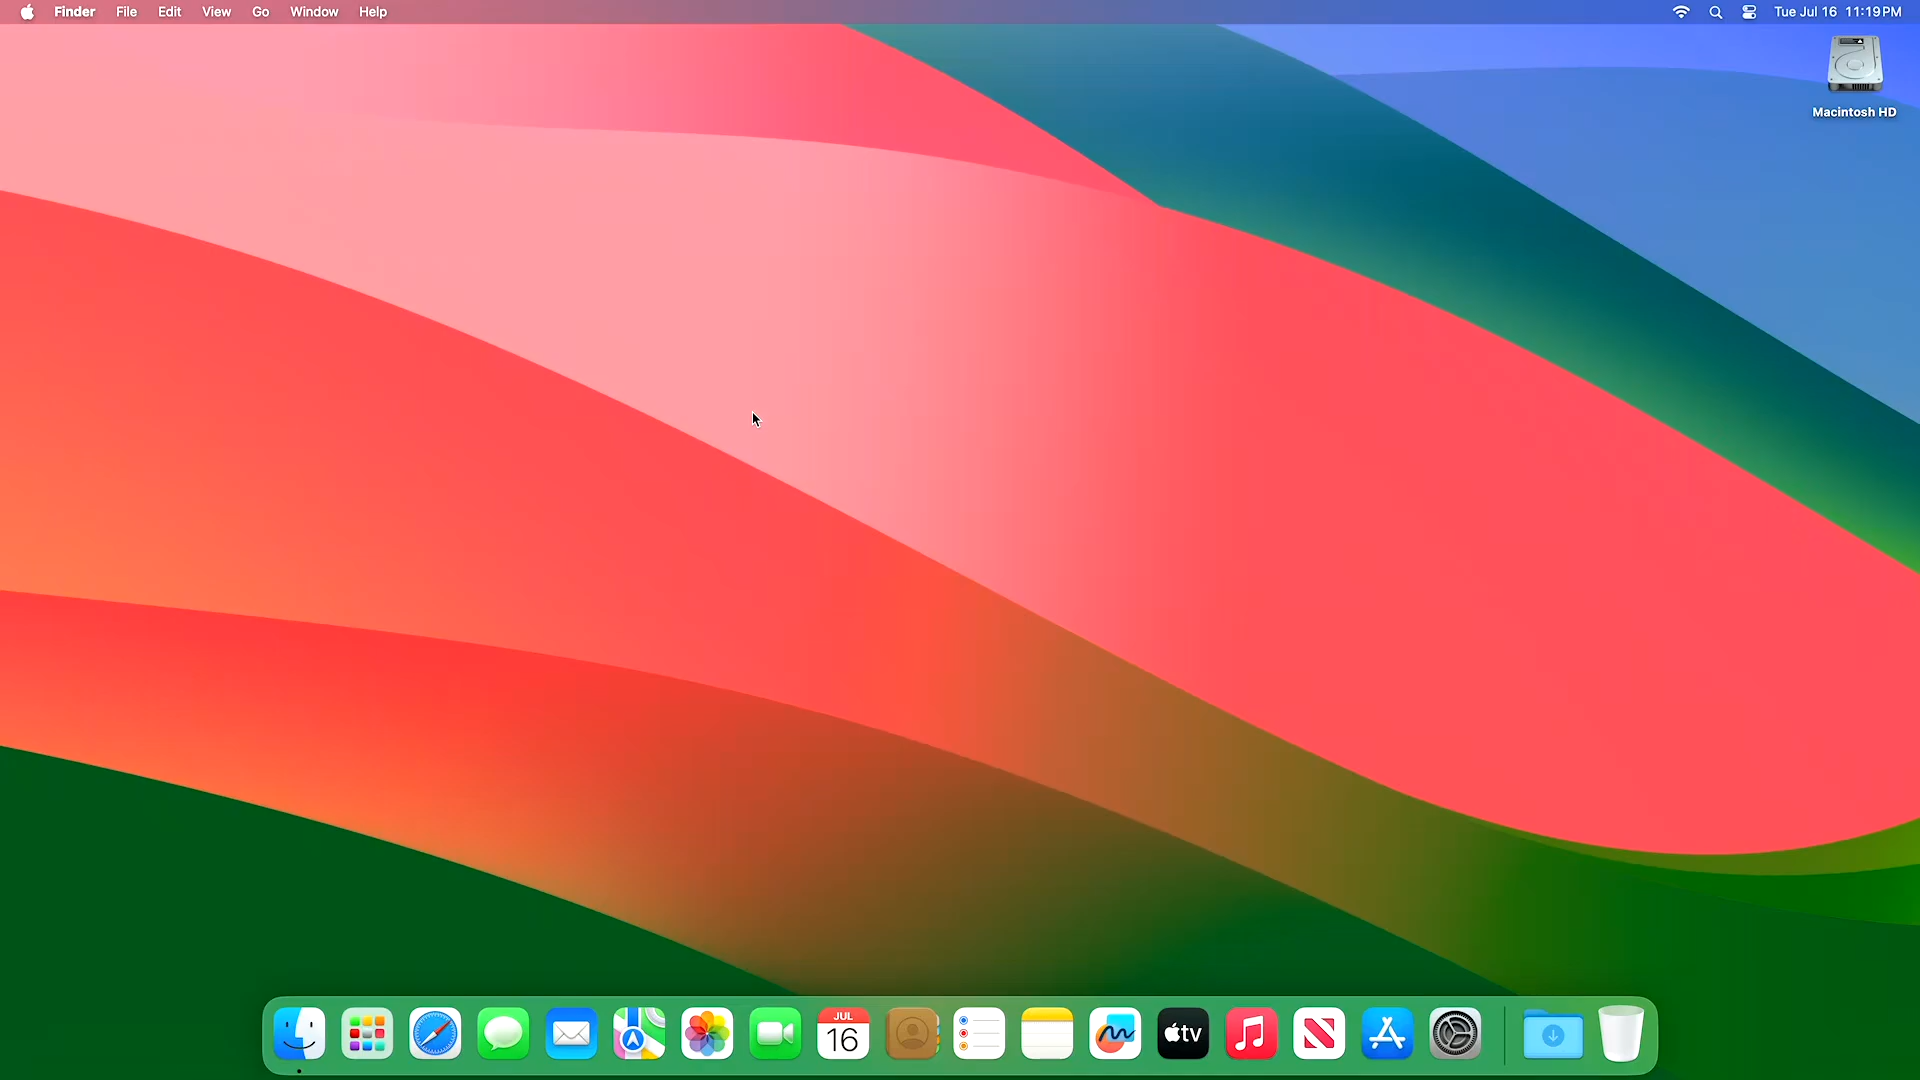 Finder File Edit View Go Window Help Tue Jul 16 11:19 PM
Macintosh HD
JUL
16
tv